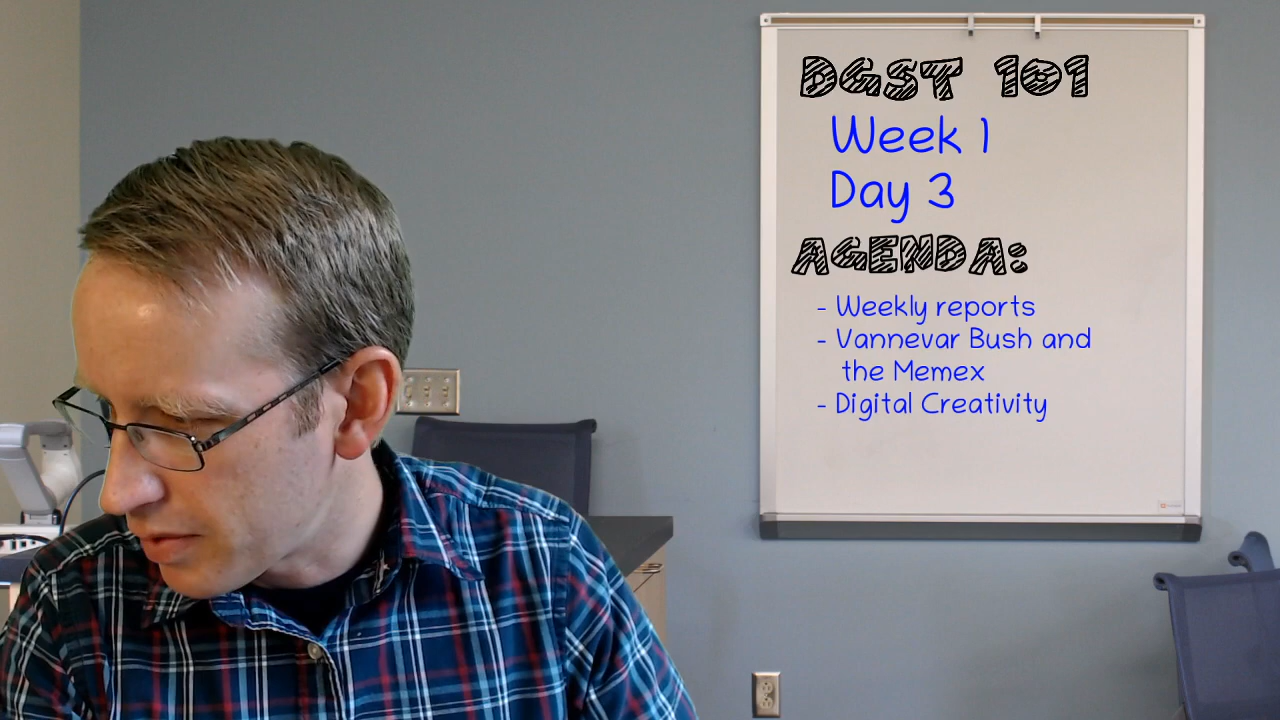 DGST 101
Week 1
Day 3
AGENDA:
- Weekly reports
- Vannevar Bush and
the Memex
- Digital Creativity